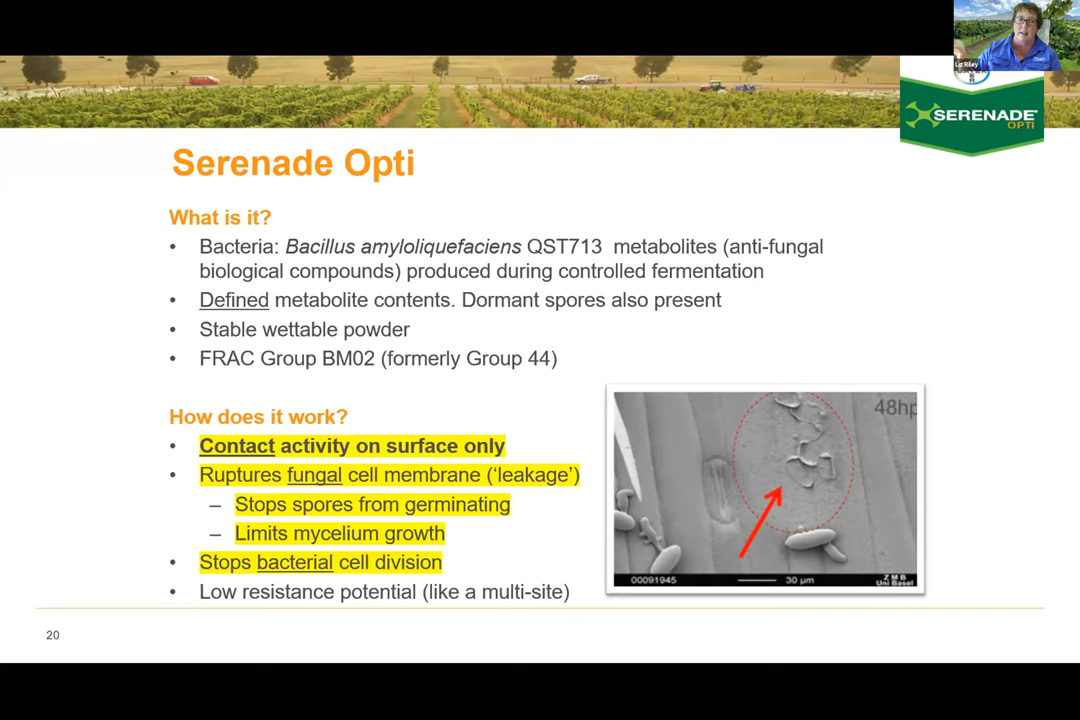 Liz Riley
SERENADE
OPTI
Serenade Opti
What is it?
• Bacteria: Bacillus amyloliquefaciens QST713 metabolites (anti-fungal
biological compounds) produced during controlled fermentation
• Defined metabolite contents. Dormant spores also present
• Stable wettable powder
• FRAC Group BM02 (formerly Group 44)
How does it work?
• Contact activity on surface only
• Ruptures fungal cell membrane (‘leakage’)
– Stops spores from germinating
– Limits mycelium growth
• Stops bacterial cell division
• Low resistance potential (like a multi-site)
48hp
00091945
30 µm
ZMB
Uni Basel
20